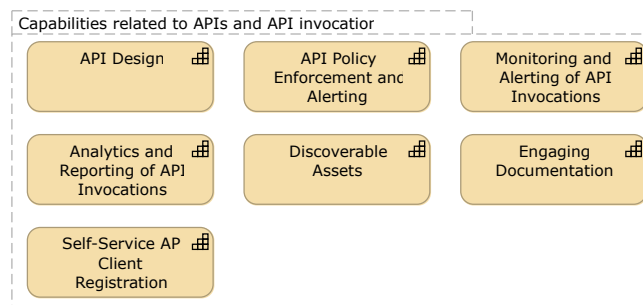 Capabilities related to APIs and API invocation
API Design
API Policy
Enforcement and
Alerting
Monitoring and
Alerting of API
Invocations
Analytics and
Reporting of API
Invocations
Discoverable
Assets
Engaging
Documentation
Self-Service AP
Client
Registration